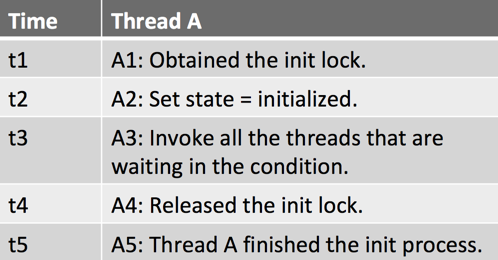 Time Thread A
t1 A1: Obtained the init lock.
t2 A2: Set state = initialized.
t3 A3: Invoke all the threads that are
waiting in the condition.
t4 A4: Released the init lock.
t5 A5: Thread A finished the init process.